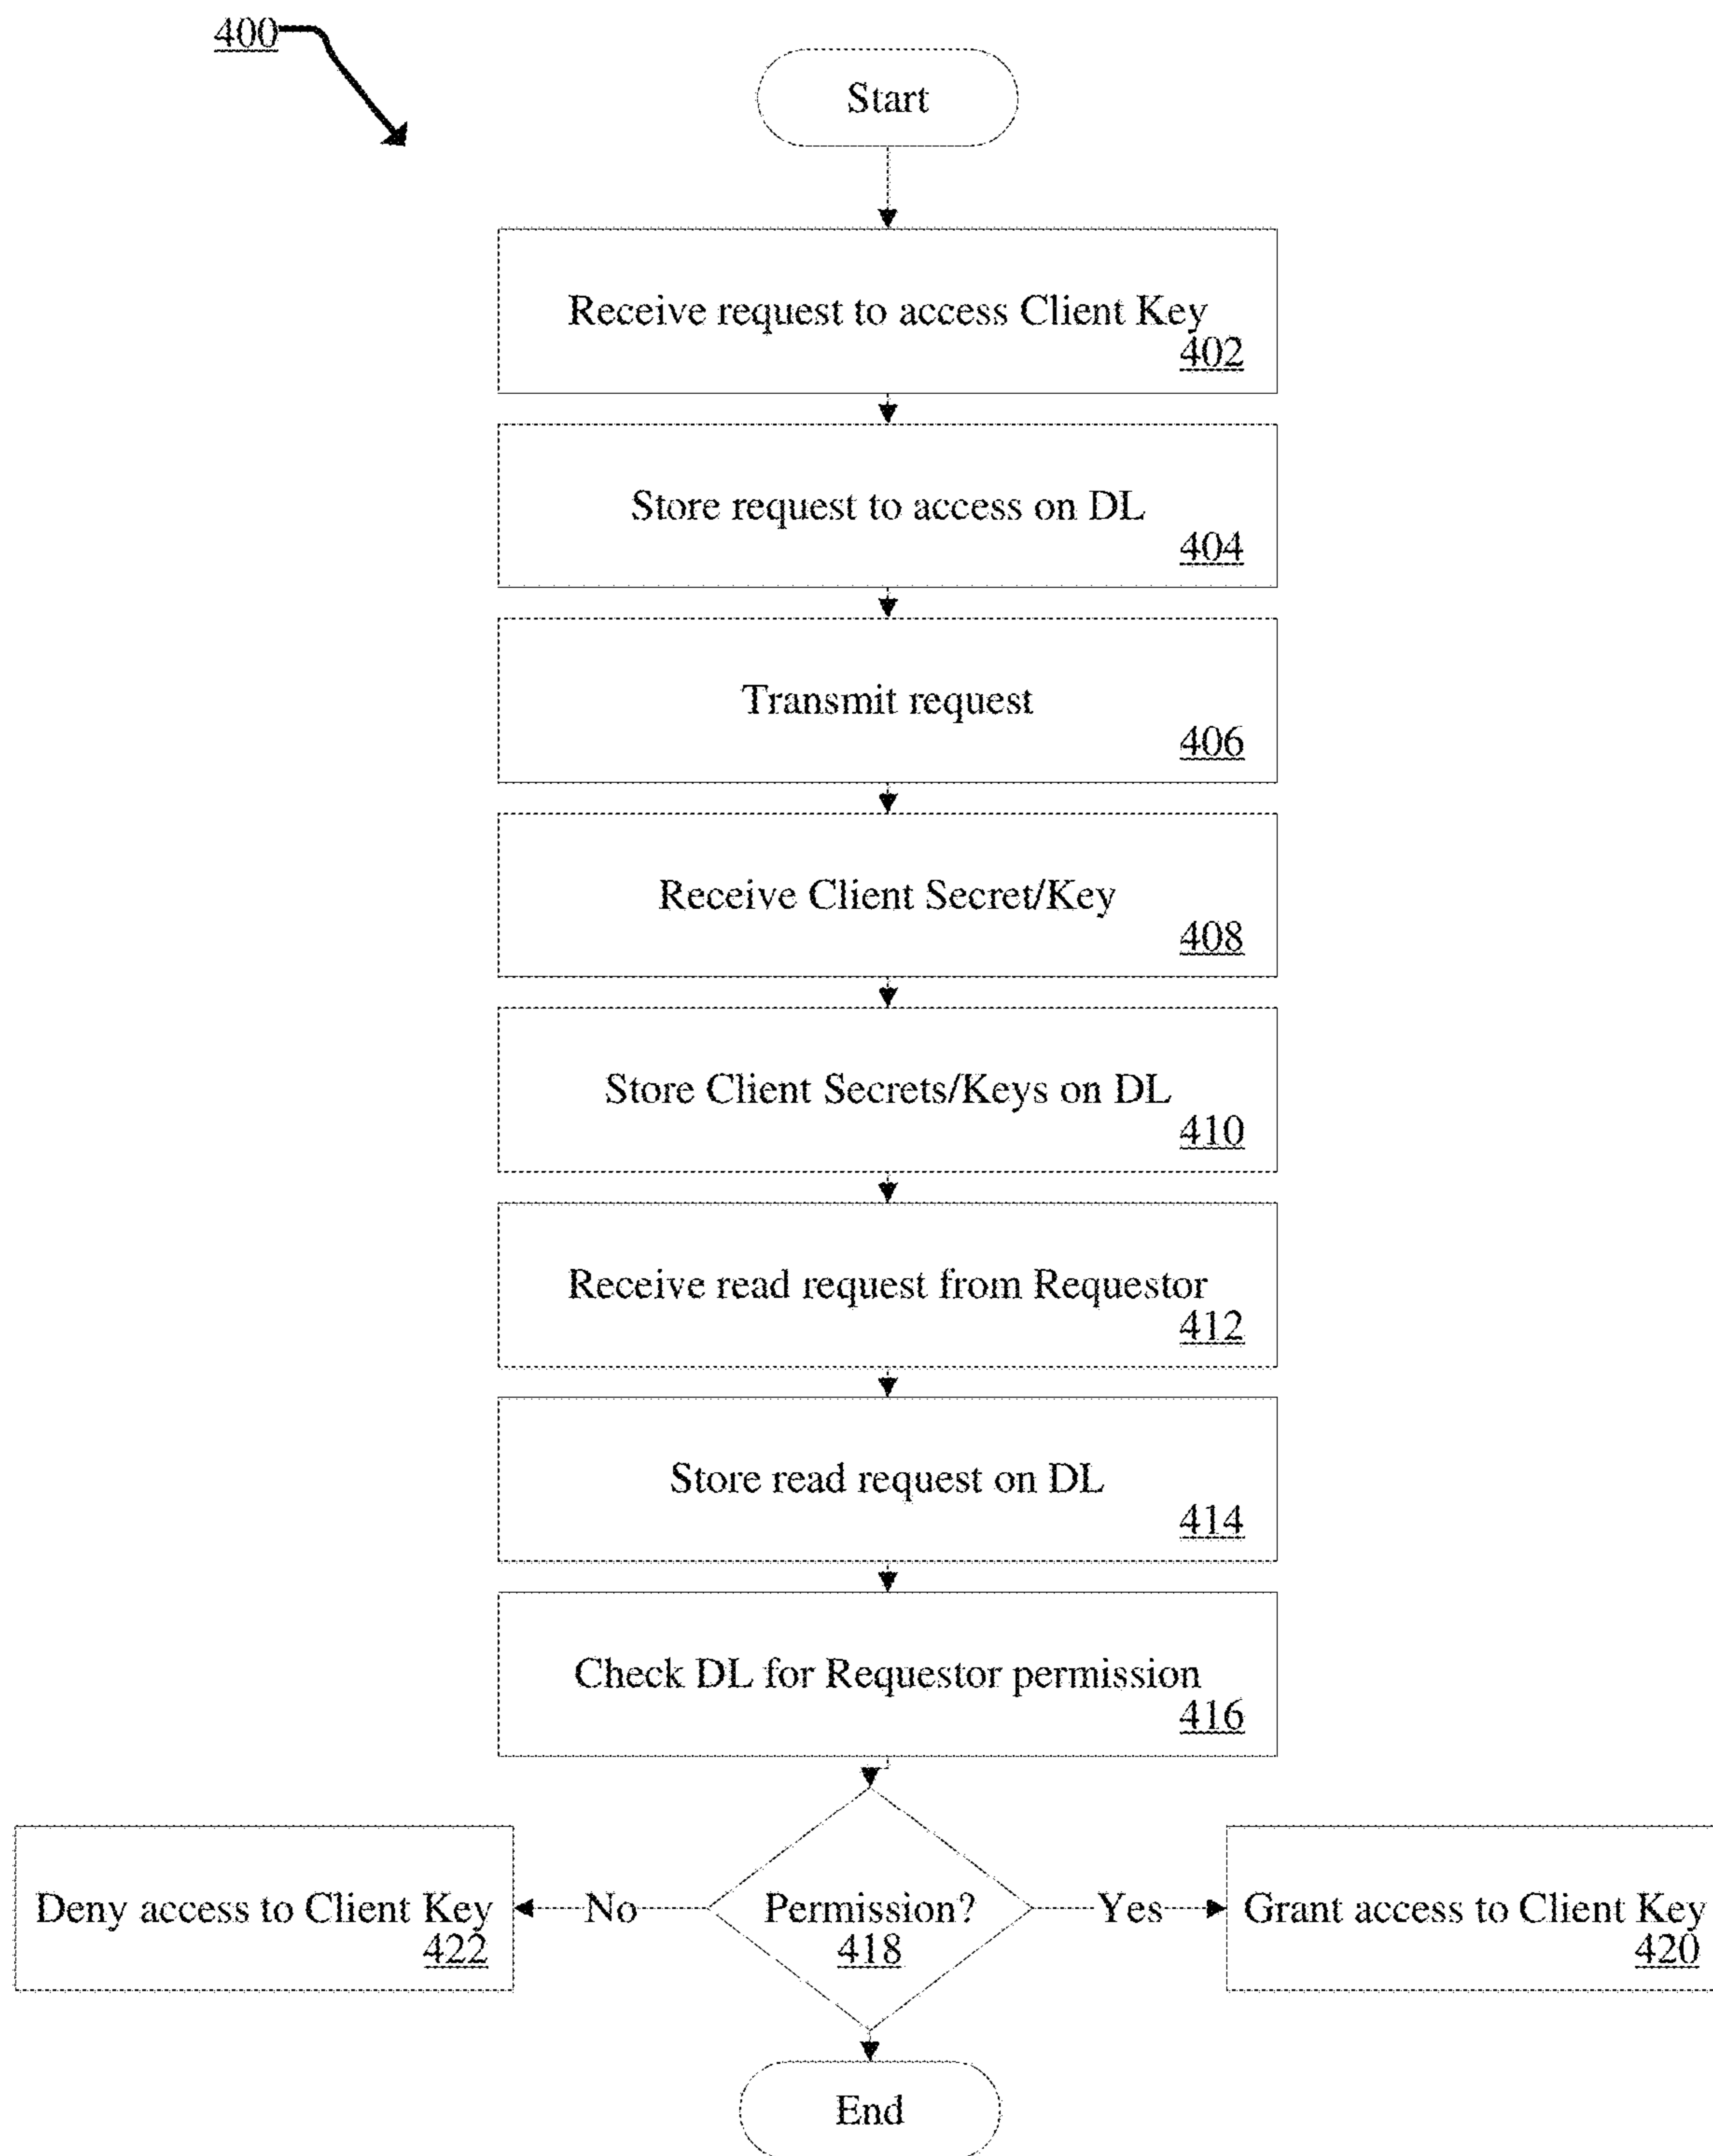 400
Start
Receive request to access Client Key
402
Store request to access on DL
404
Transmit request
406
Receive Client Secret/Key
408
Store Client Secrets/Keys on DL
410
Receive read request from Requestor
412
Store read request on DL
414
Check DL for Requestor permission
416
Deny access to Client Key
422
No
Permission?
418
Yes
Grant access to Client Key
420
End